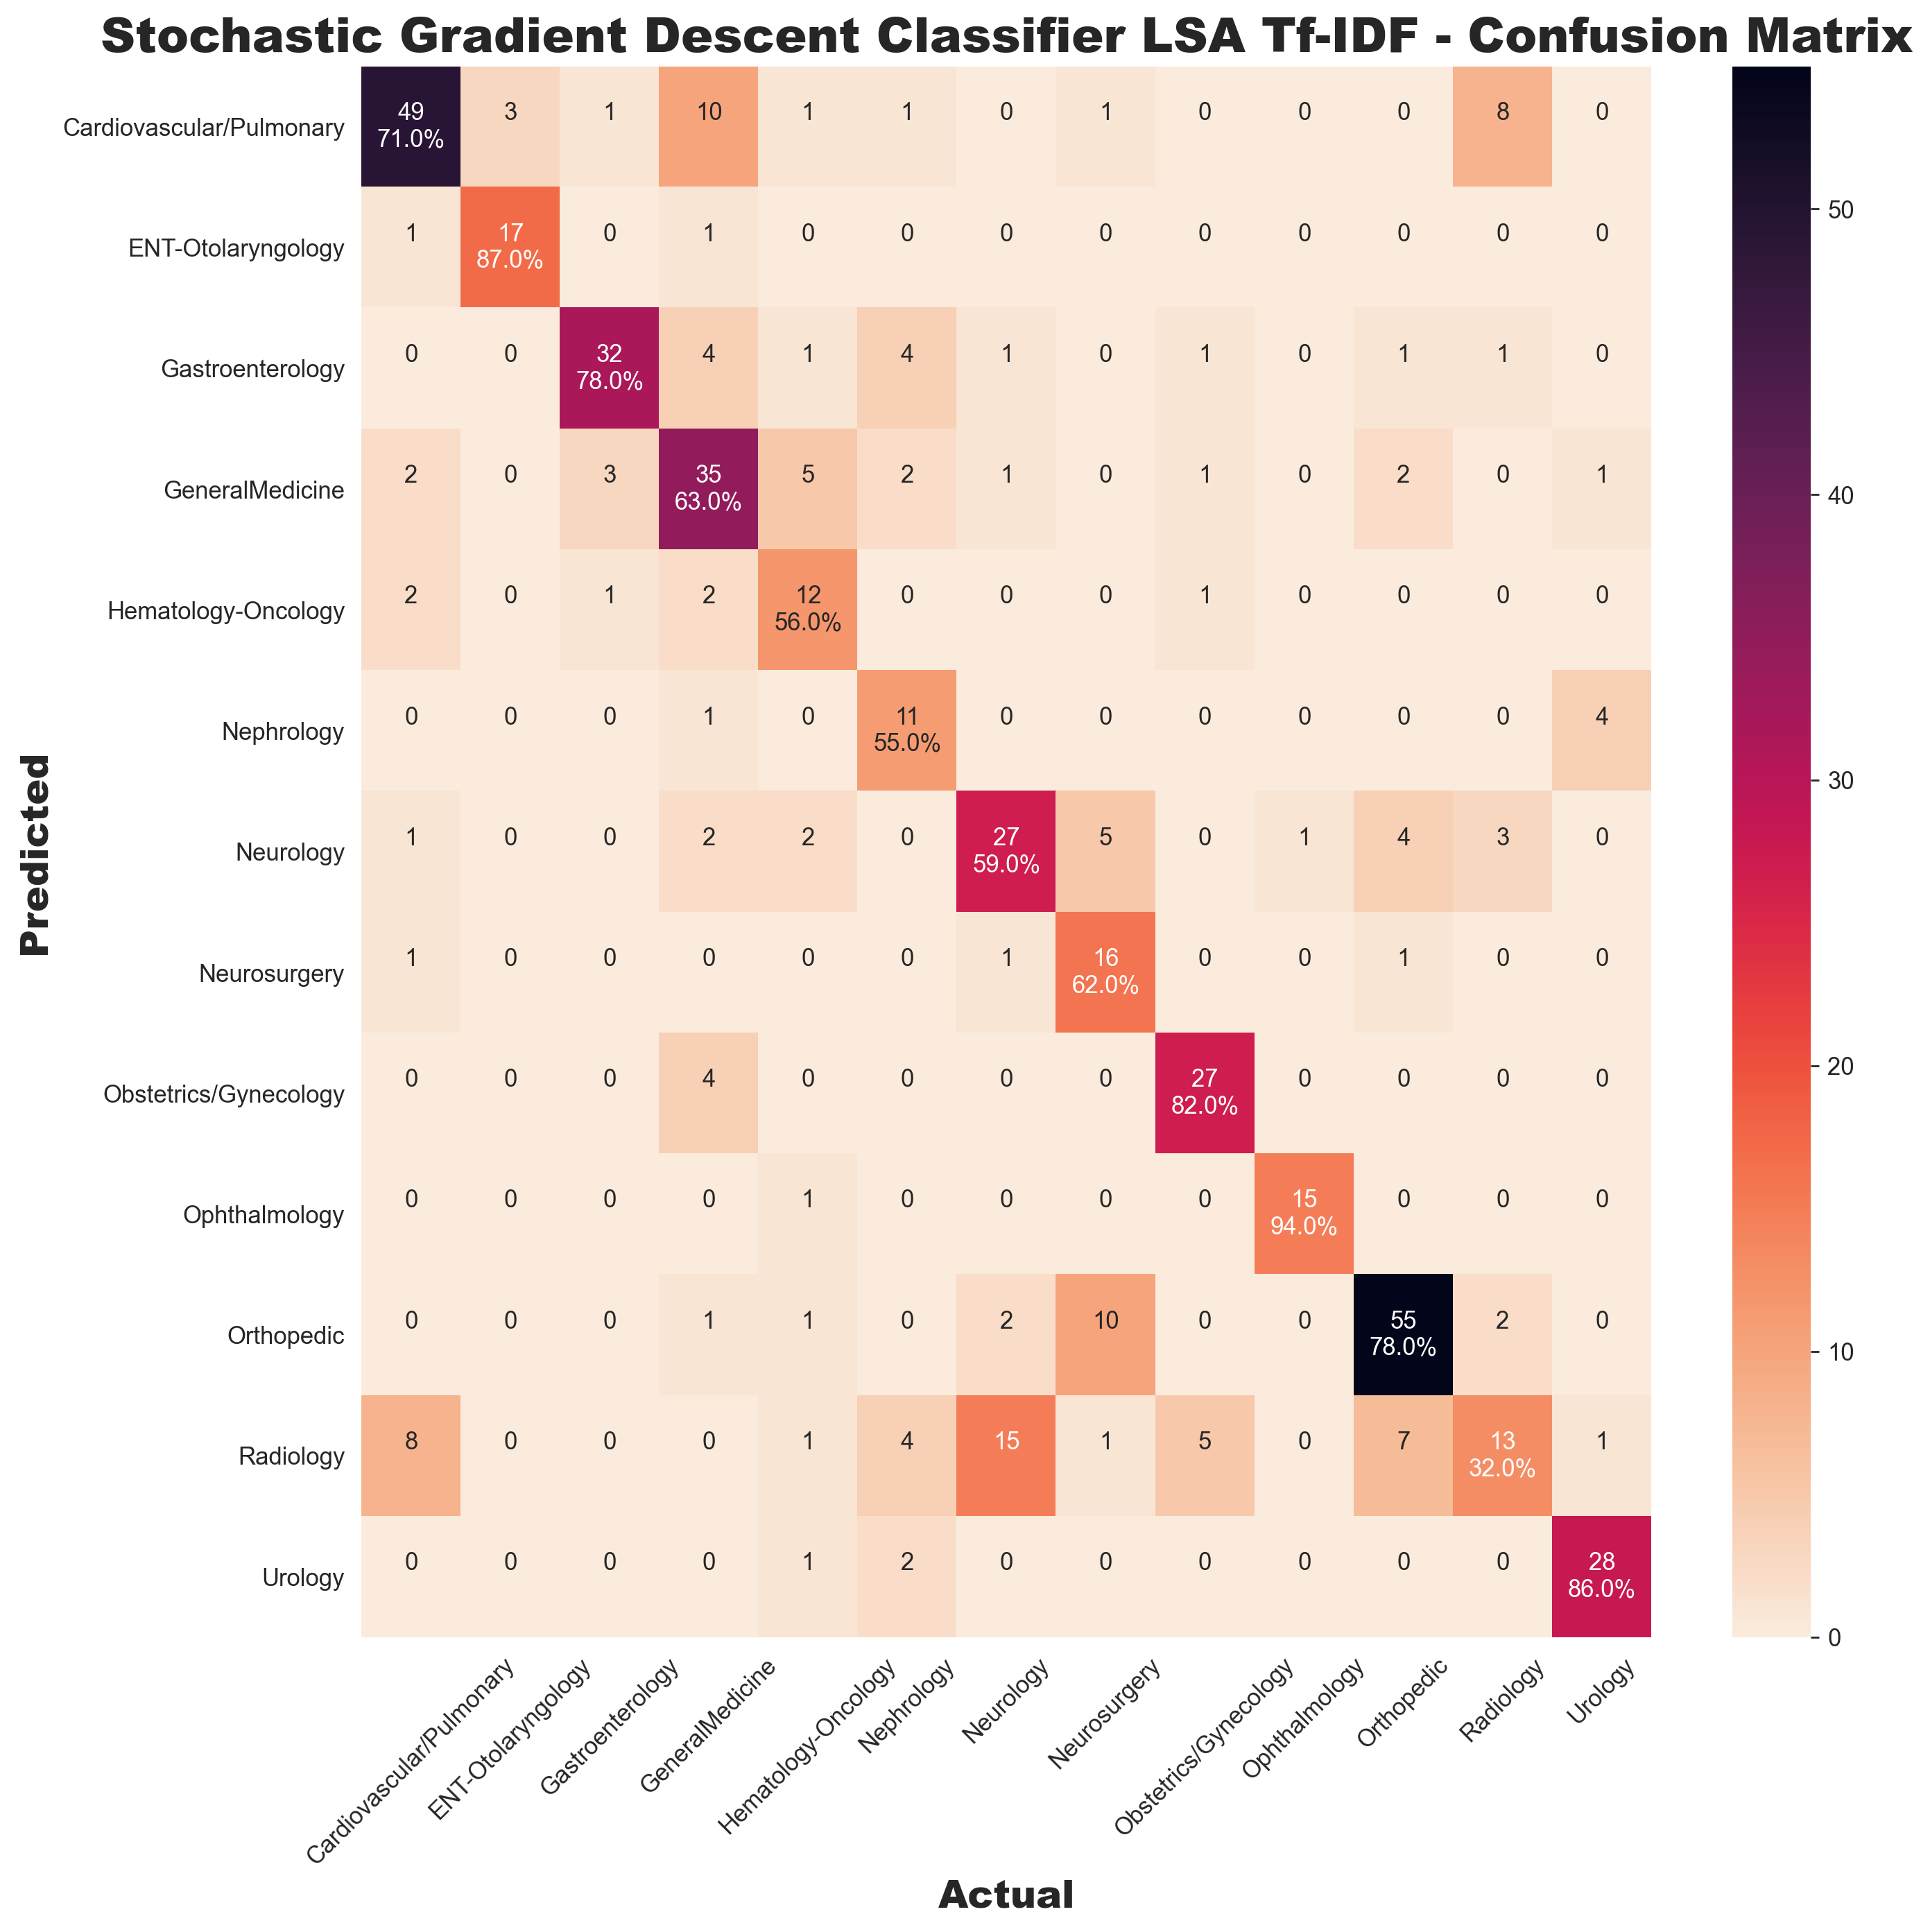 Stochastic Gradient Descent Classifier LSA Tf-IDF - Confusion Matrix
Cardiovascular/Pulmonary 49 3 1 10 1 1 0 1 0 0 0 8 0
71.0%
50
ENT-Otolaryngology 1 17 0 1 0 0 0 0 0 0 0 0 0
87.0%
Gastroenterology 0 0 32 4 1 4 1 0 1 0 1 1 0
78.0%
GeneralMedicine 2 0 3 35 5 2 1 0 1 0 2 0 1
63.0%
40
Hematology-Oncology 2 0 1 2 12 0 0 0 1 0 0 0 0
56.0%
Nephrology 0 0 0 1 0 11 0 0 0 0 0 0 4
55.0%
30
Neurology 1 0 0 2 2 0 27 5 0 1 4 3 0
59.0%
Predicted
Neurosurgery 1 0 0 0 0 0 1 16 0 0 1 0 0
62.0%
20
Obstetrics/Gynecology 0 0 0 4 0 0 0 0 27 0 0 0 0
82.0%
Ophthalmology 0 0 0 0 1 0 0 0 0 15 0 0 0
94.0%
Orthopedic 0 0 0 1 1 0 2 10 0 0 55 2 0
78.0%
10
Radiology 8 0 0 0 1 4 15 1 5 0 7 13 1
32.0%
Urology 0 0 0 0 1 2 0 0 0 0 0 0 28
86.0%
0
Cardiovascular/Pulmonary
ENT-Otolaryngology
Gastroenterology
GeneralMedicine
Hematology-Oncology
Nephrology
Neurology
Neurosurgery
Obstetrics/Gynecology
Ophthalmology
Orthopedic
Radiology
Urology
Actual